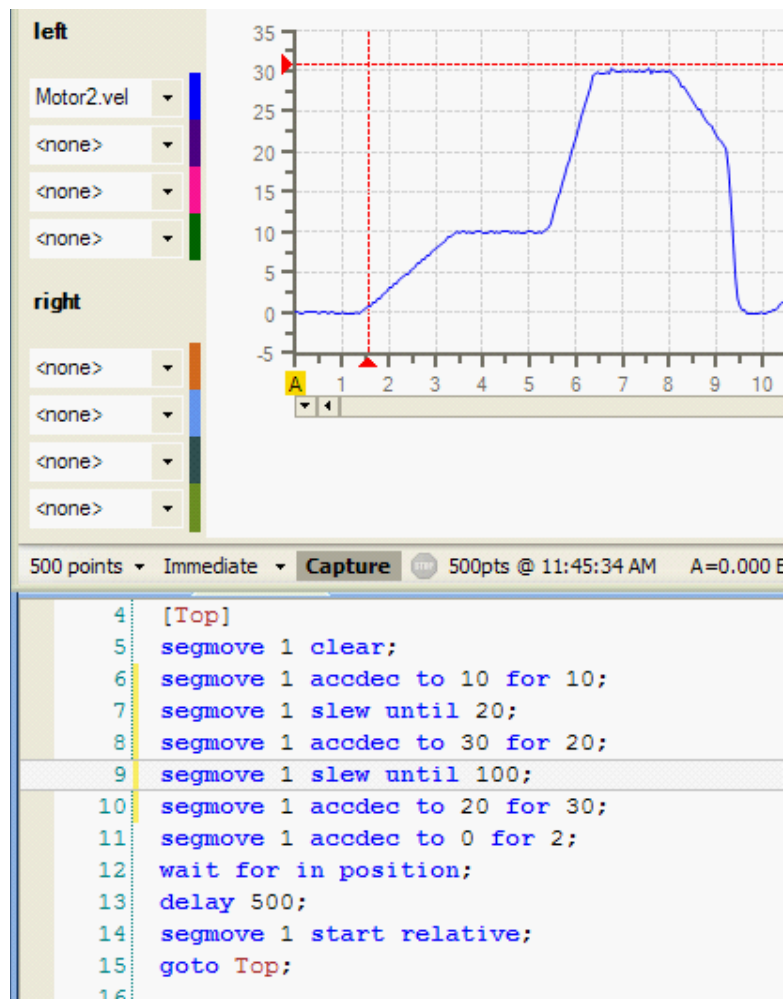 left
Motor2.vel
<none>
<none>
<none>
right
<none>
<none>
<none>
<none>
35
30
25
20
15
10
5
0
-5
A 1 2 3 4 5 6 7 8 9 10
500 points Immediate Capture STOP 500pts @ 11:45:34 AM A=0.000
4 [Top]
5 segmove 1 clear;
6 segmove 1 accdec to 10 for 10;
7 segmove 1 slew until 20;
8 segmove 1 accdec to 30 for 20;
9 segmove 1 slew until 100;
10 segmove 1 accdec to 20 for 30;
11 segmove 1 accdec to 0 for 2;
12 wait for in position;
13 delay 500;
14 segmove 1 start relative;
15 goto Top;
16